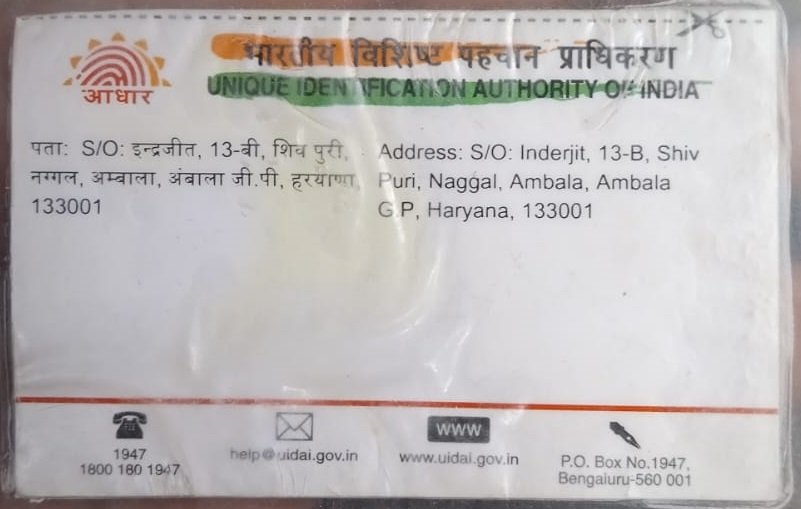 भारतीय विशिष्ट पहचान प्राधिकरण
आधार
UNIQUE IDENTIFICATION AUTHORITY OF INDIA
पता: S/O: इन्द्रजीत, 13-बी, शिव पुरी,
नग्गल, अम्बाला, अंबाला जी.पी, हरयाणा,
133001
Address: S/O: Inderjit, 13-B, Shiv
Puri, Naggal, Ambala, Ambala
G.P, Haryana, 133001
1947
1800 180 1947
help@uidai.gov.in
www
www.uidai.gov.in
P.O. Box No.1947,
Bengaluru-560 001